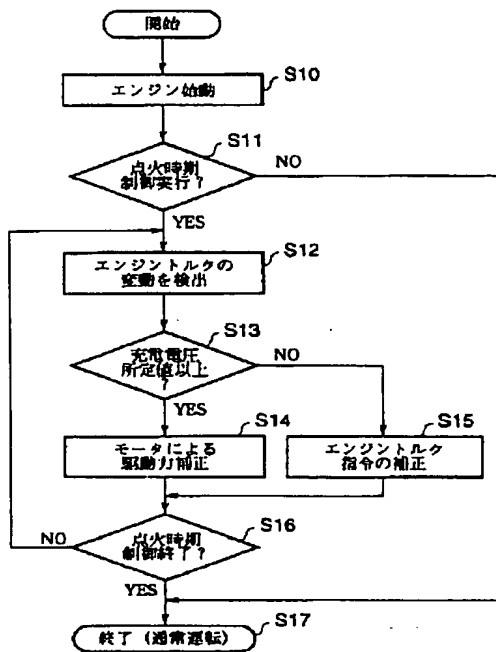 開始
S10
エンジン始動
S11
点火時期
制御実行?
NO
YES
S12
エンジントルクの
変動を検出
S13
充電電圧
所定値以上
?
NO
YES
S14
モータによる
駆動力補正
S15
エンジントルク
指令の補正
S16
点火時期
制御終了?
NO
YES
S17
終了(通常運転)